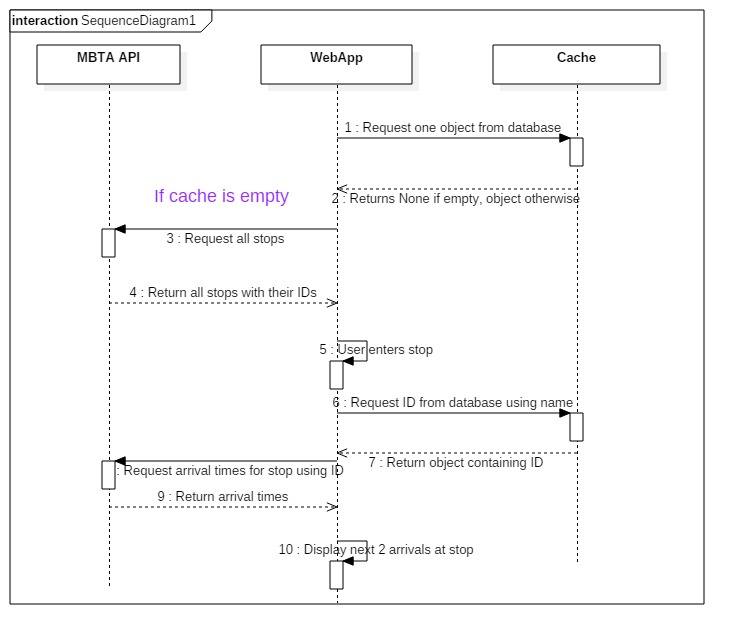 interaction SequenceDiagram1
MBTA API
WebApp
Cache
1 : Request one object from database
2 : Returns None if empty, object otherwise
If cache is empty
3 : Request all stops
4 : Return all stops with their IDs
5 : User enters stop
6 : Request ID from database using name
7 : Return object containing ID
: Request arrival times for stop using ID
9 : Return arrival times
10 : Display next 2 arrivals at stop